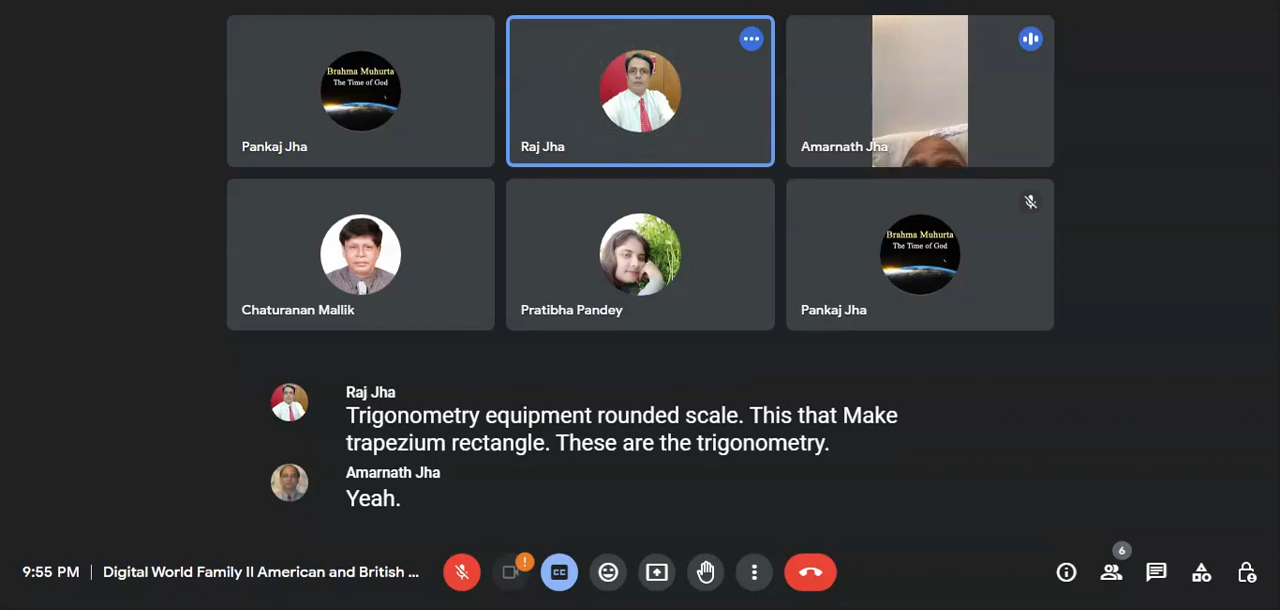 Brahma Muhurta
The Time of God
Pankaj Jha
Raj Jha
Amarnath Jha
Chaturanan Mallik
Pratibha Pandey
Brahma Muhurta
The Time of God
Pankaj Jha
Raj Jha
Trigonometry equipment rounded scale. This that Make
trapezium rectangle. These are the trigonometry.
Amarnath Jha
Yeah.
6
9:55 PM | Digital World Family II American and British ...